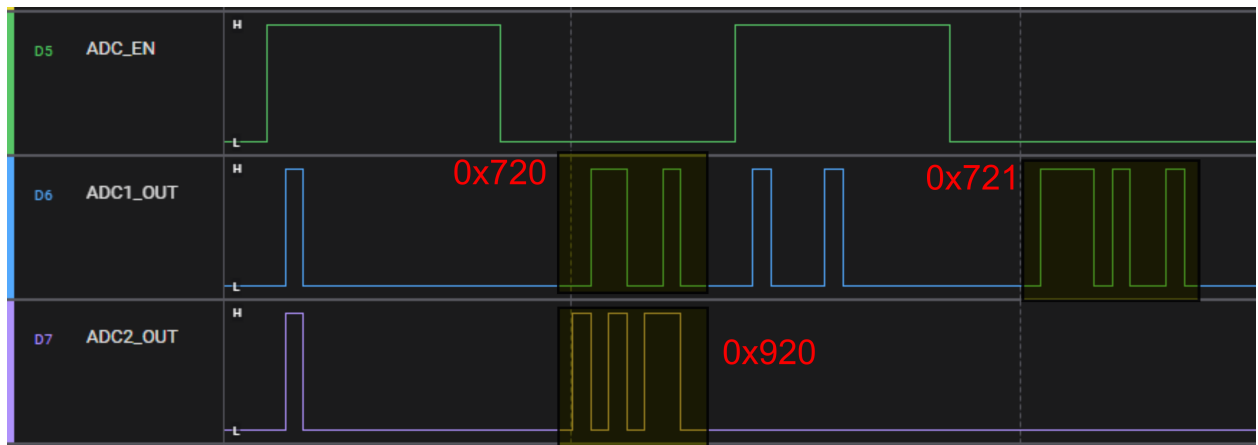 H
D5 ADC_EN
L
H
0x720
0x721
D6 ADC1_OUT
L
H
D7 ADC2_OUT
0x920
L